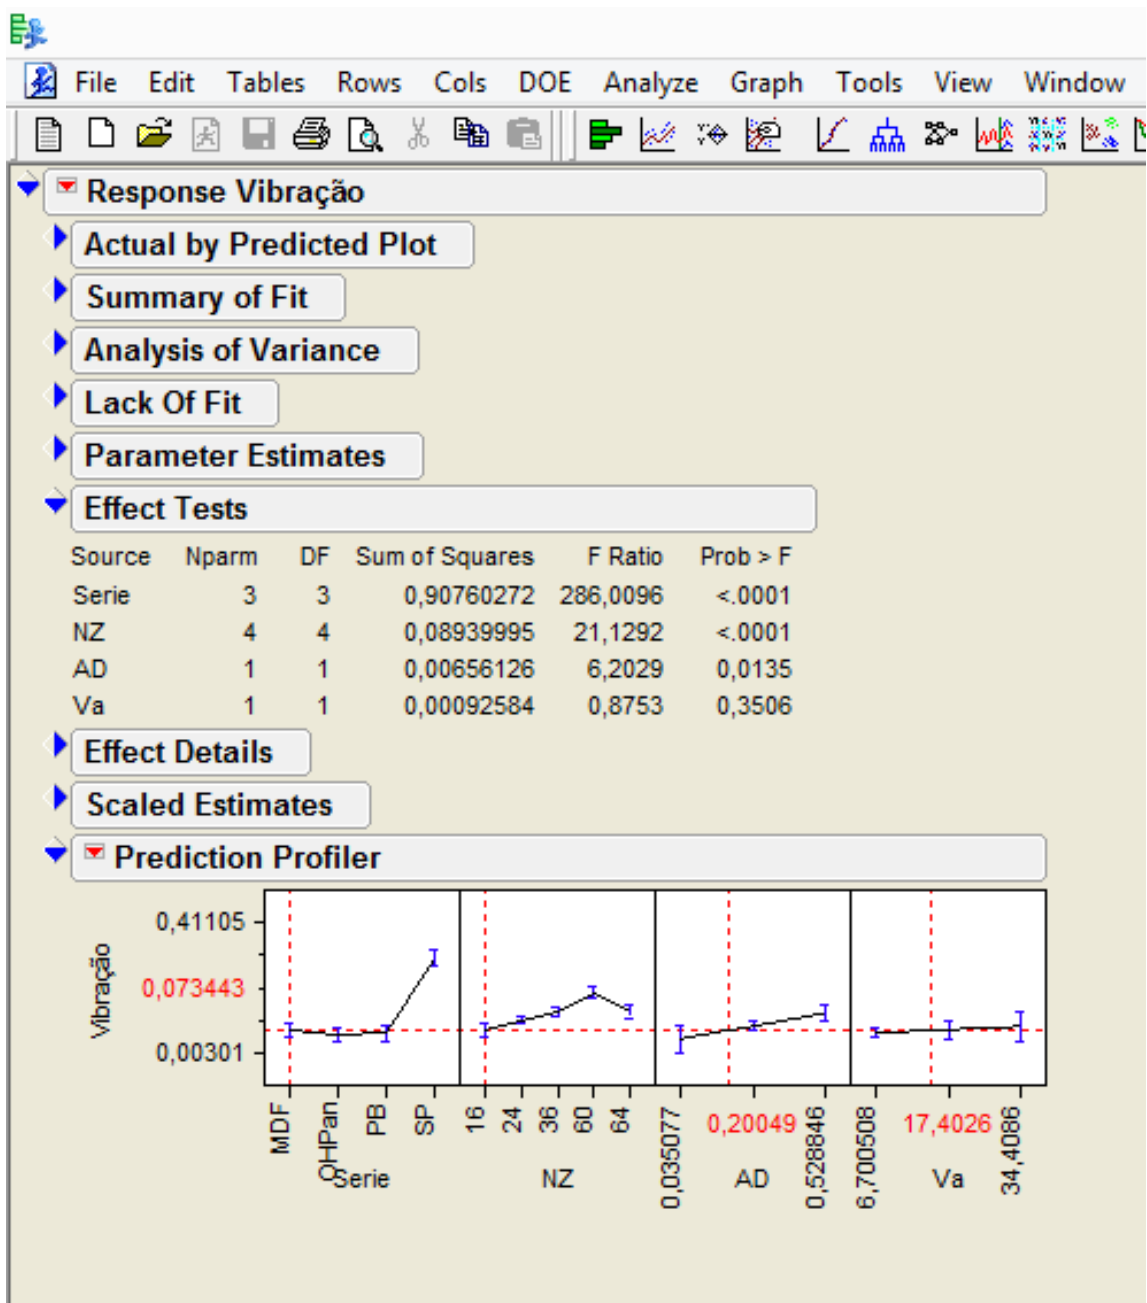 File Edit Tables Rows Cols DOE Analyze Graph Tools View Window
Response Vibração
Actual by Predicted Plot
Summary of Fit
Analysis of Variance
Lack Of Fit
Parameter Estimates
Effect Tests
Source Nparm DF Sum of Squares F Ratio Prob > F
Serie 3 3 0,90760272 286,0096 <.0001
NZ 4 4 0,08939995 21,1292 <.0001
AD 1 1 0,00656126 6,2029 0,0135
Va 1 1 0,00092584 0,8753 0,3506
Effect Details
Scaled Estimates
Prediction Profiler
Vibração
0,41105
0,073443
0,00301
MDF OHPan PB SP 16 24 36 60 64 0,035077 0,20049 0,528846 6,700508 17,4026 34,4086
Serie NZ AD Va